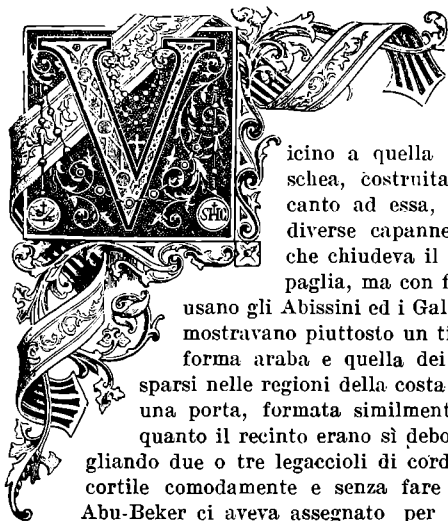 Vicino a quella
schea, costruita
canto ad essa,
diverse capanne
che chiudeva il
paglia, ma con f
usano gli Abissini ed i Gal
mostravano piuttosto un ti
forma araba e quella dei
sparsi nelle regioni della costa
una porta, formata similment
quanto il recinto erano sì debo
gliando due o tre legaccioli di cord
cortile comodamente e senza fare
Abu-Beker ci aveva assegnato per